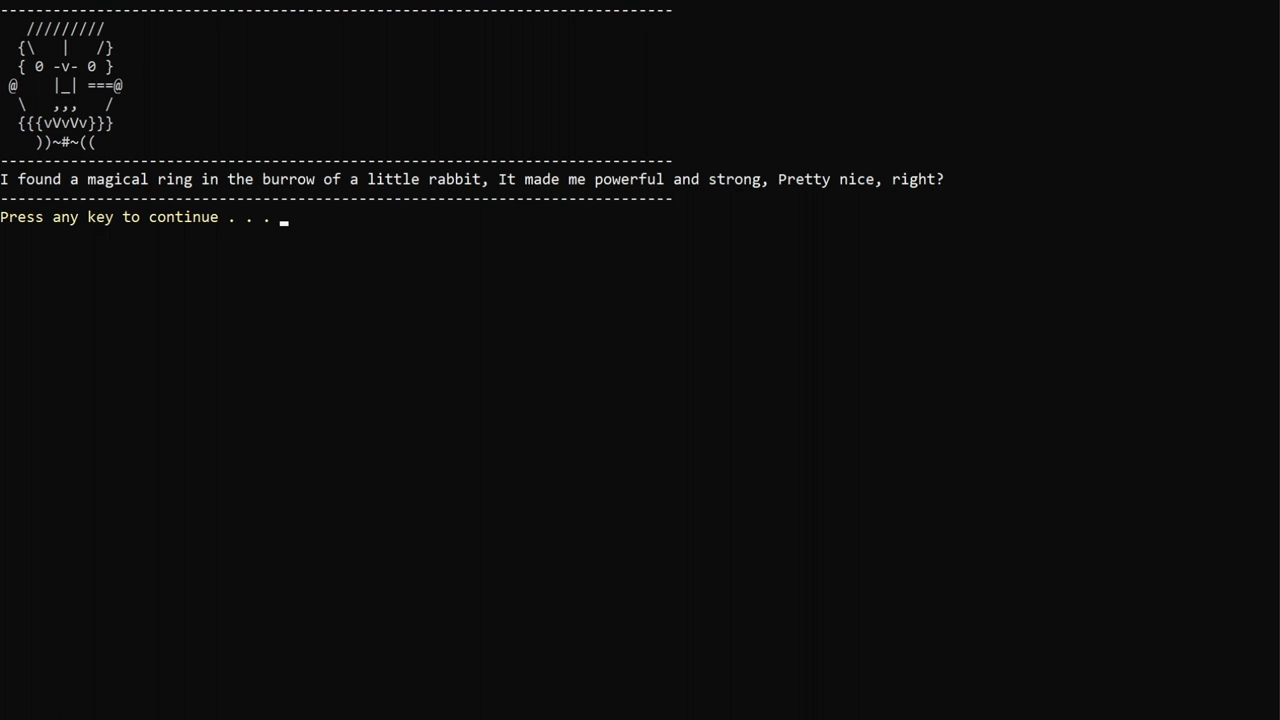 ---------------------------------------------------------------------------
   /////////
  {\   |   /}
  { 0 -v- 0 }
 @    |_| ===@
  \   ,,,   /
  {{{vVvVv}}}
    ))~#~((
---------------------------------------------------------------------------
I found a magical ring in the burrow of a little rabbit, It made me powerful and strong, Pretty nice, right?
---------------------------------------------------------------------------
Press any key to continue . . . _